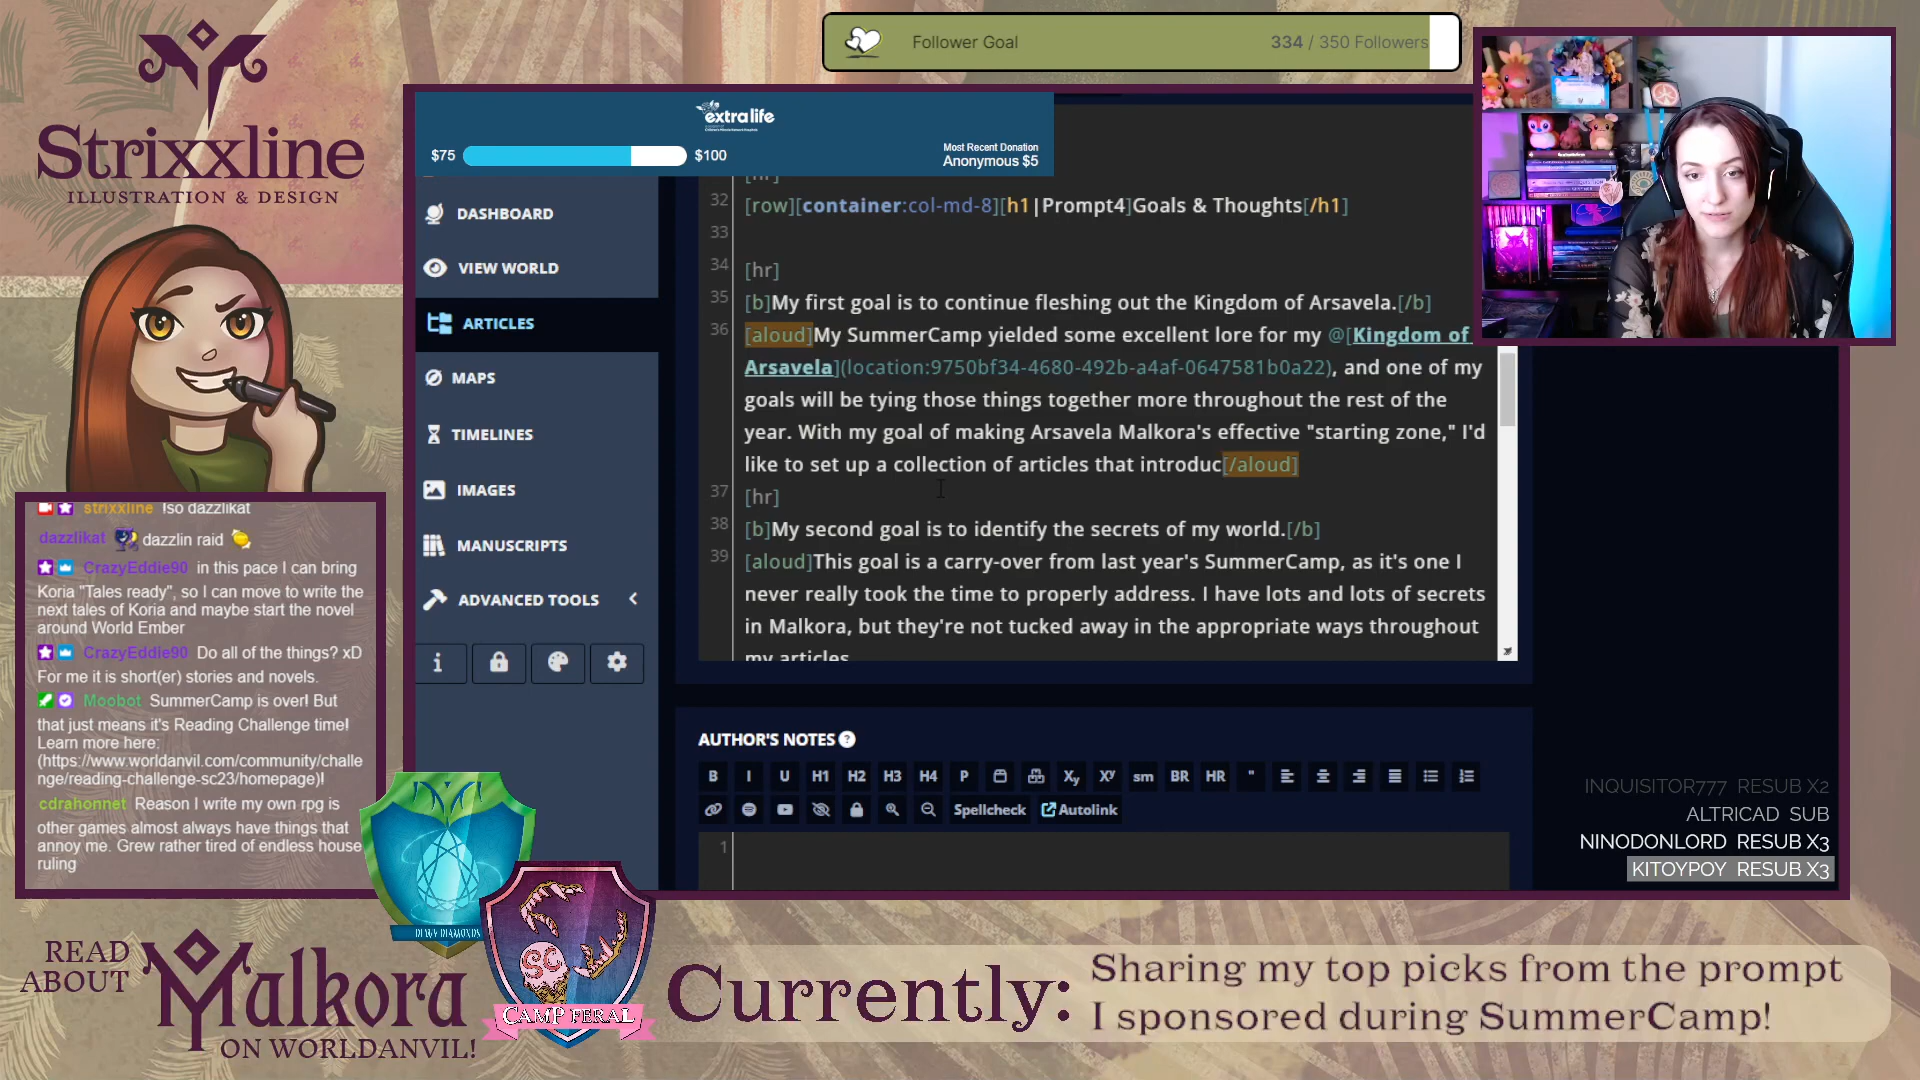 Strixxline
ILLUSTRATION & DESIGN
Follower Goal
334 / 350 Followers
extralife
$75
$100
Most Recent Donation
Anonymous $5
DASHBOARD
VIEW WORLD
ARTICLES
MAPS
TIMELINES
IMAGES
MANUSCRIPTS
ADVANCED TOOLS
[hr]
32 [row][container:col-md-8][h1|Prompt4]Goals & Thoughts[/h1]
33
34 [hr]
35 [b]My first goal is to continue fleshing out the Kingdom of Arsavela.[/b]
36 [aloud]My SummerCamp yielded some excellent lore for my @[Kingdom of
Arsavela](location:9750bf34-4680-492b-a4af-0647581b0a22), and one of my
goals will be tying those things together more throughout the rest of the
year. With my goal of making Arsavela Malkora's effective "starting zone," I'd
like to set up a collection of articles that introduc[/aloud]
37 [hr]
38 [b]My second goal is to identify the secrets of my world.[/b]
39 [aloud]This goal is a carry-over from last year's SummerCamp, as it's one I
never really took the time to properly address. I have lots and lots of secrets
in Malkora, but they're not tucked away in the appropriate ways throughout
my articles
AUTHOR'S NOTES ?
B I U H1 H2 H3 H4 P Xy Xy sm BR HR "
Spellcheck Autolink
1
strixxline !so dazzlikat
dazzlikat dazzlin raid
CrazyEddie90 in this pace I can bring
Koria "Tales ready", so I can move to write the
next tales of Koria and maybe start the novel
around World Ember
CrazyEddie90 Do all of the things? xD
For me it is short(er) stories and novels.
Moobot SummerCamp is over! But
that just means it's Reading Challenge time!
Learn more here:
(https://www.worldanvil.com/community/challe
nge/reading-challenge-sc23/homepage)!
cdrahonnet Reason I write my own rpg is
other games almost always have things that
annoy me. Grew rather tired of endless house
ruling
INQUISITOR777 RESUB X2
ALTRICAD SUB
NINODONLORD RESUB X3
KITOYPOY RESUB X3
DEWY DIAMONDS
SC
CAMP FERAL
READ
ABOUT
Malkora
ON WORLDANVIL!
Currently:
Sharing my top picks from the prompt
I sponsored during SummerCamp!